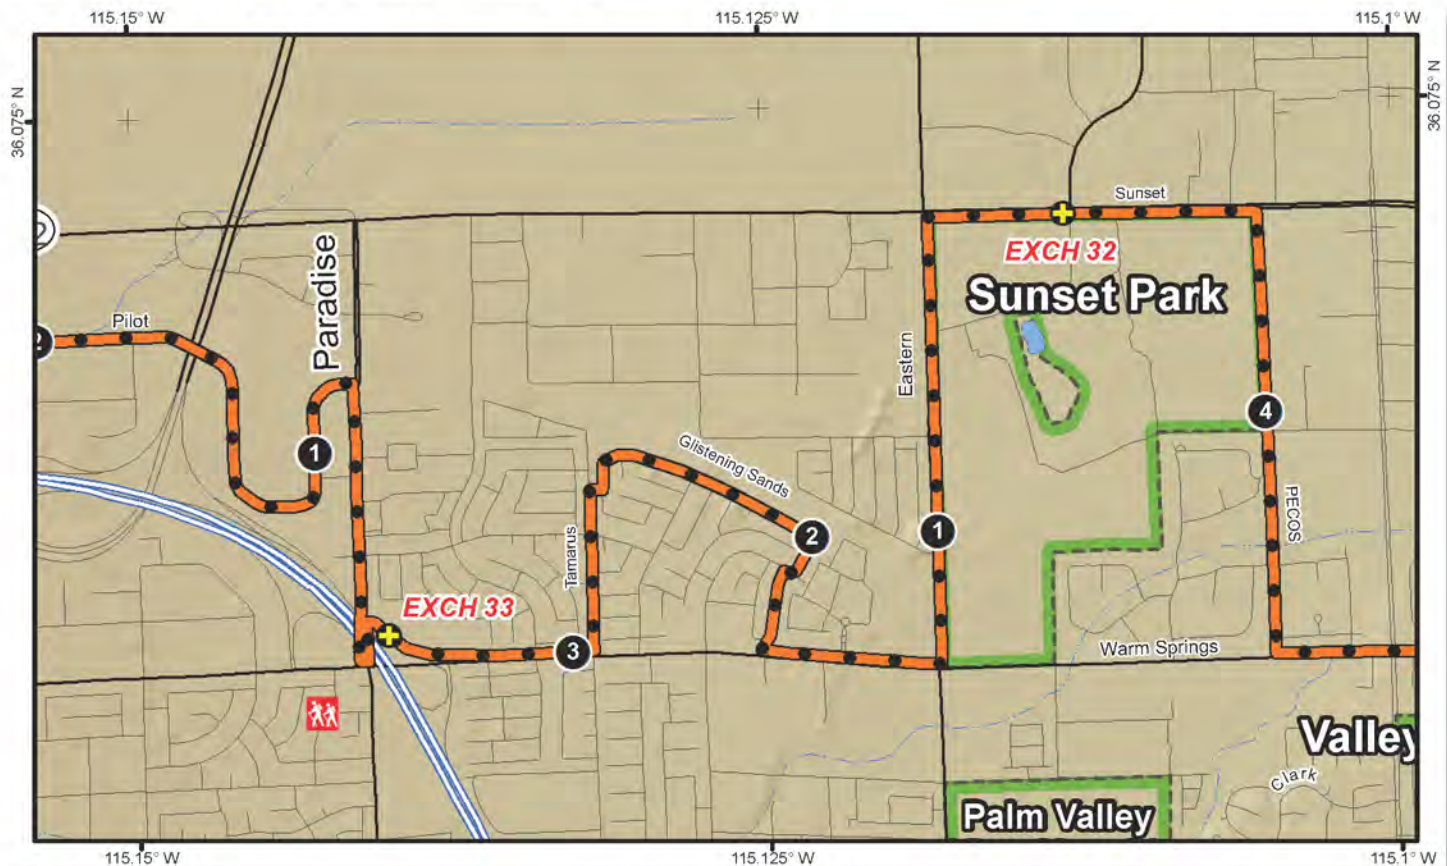 115.15° W
115.125° W
115.1° W
36.075° N
36.075° N
Sunset
EXCH 32
Sunset Park
Paradise
Pilot
Eastern
4
1
Glistening Sands
PECOS
1
2
Tamarus
EXCH 33
3
Warm Springs
Valley
Clark
Palm Valley
115.15° W
115.125° W
115.1° W